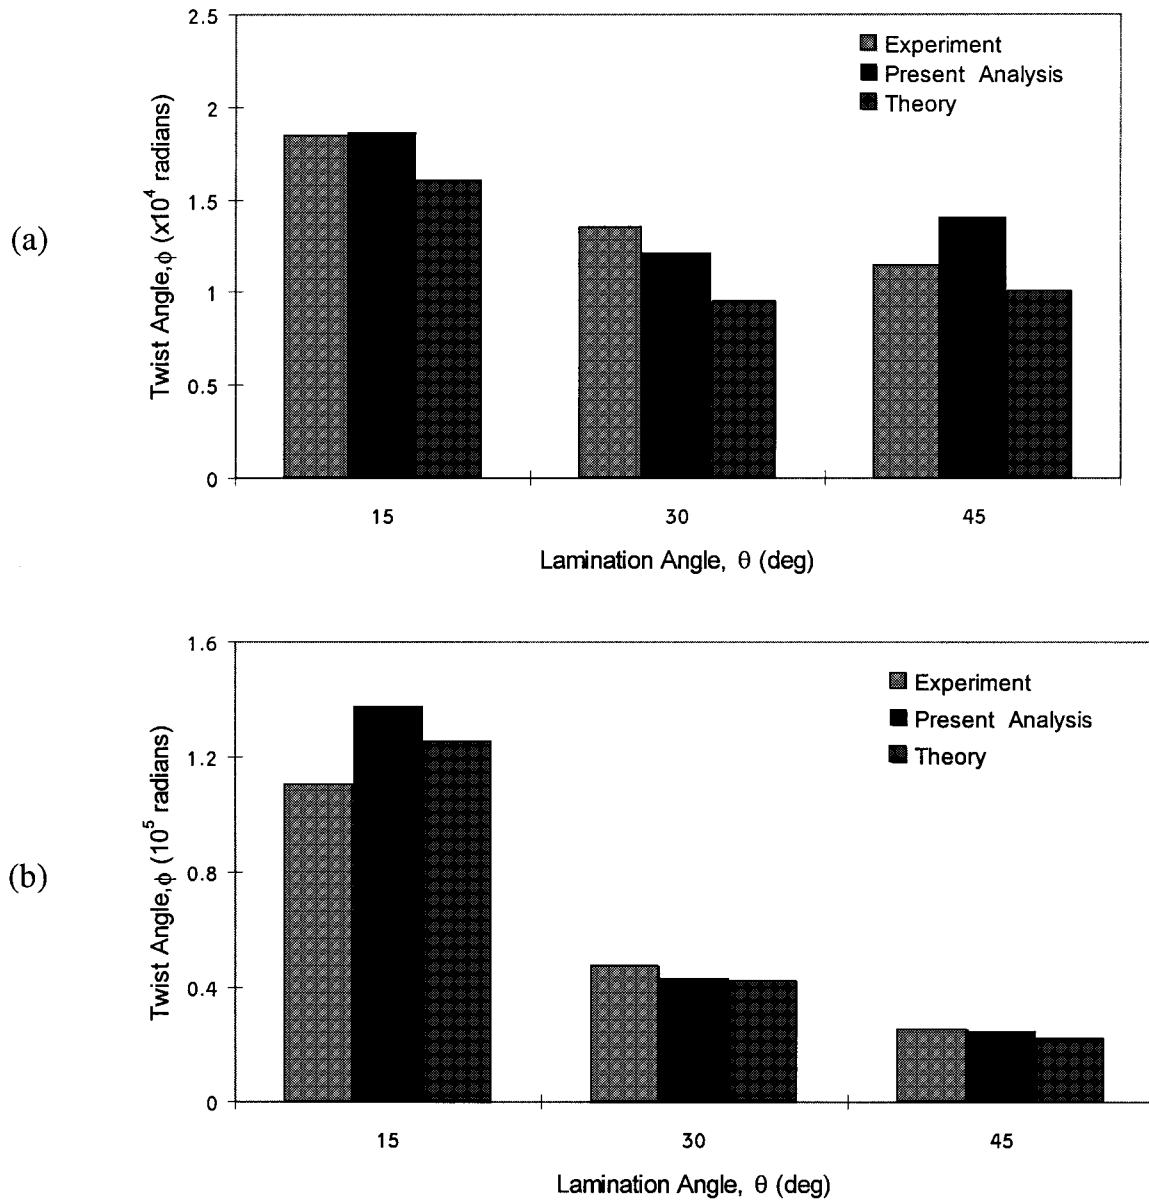 (a)
Twist Angle,ϕ (x10⁴ radians)
2.5
2
1.5
1
0.5
0
Experiment
Present Analysis
Theory
15 30 45
Lamination Angle, θ (deg)
(b)
Twist Angle,ϕ (10⁵ radians)
1.6
1.2
0.8
0.4
0
Experiment
Present Analysis
Theory
15 30 45
Lamination Angle, θ (deg)